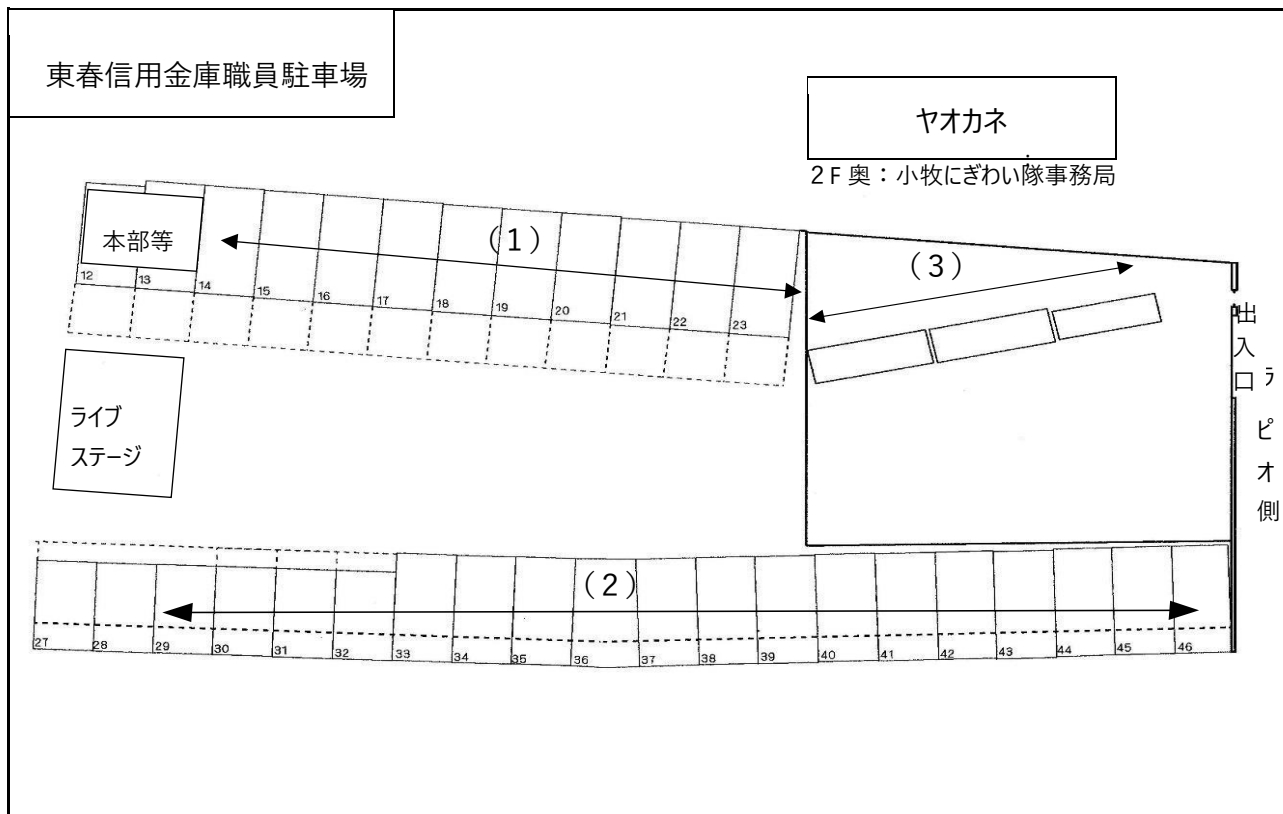 東春信用金庫職員駐車場
ヤオカネ
2F奥：小牧にぎわい隊事務局
本部等
（1）
（3）
12 13 14 15 16 17 18 19 20 21 22 23
出入口
ラピオ側
ライブ
ステージ
（2）
27 28 29 30 31 32 33 34 35 36 37 38 39 40 41 42 43 44 45 46